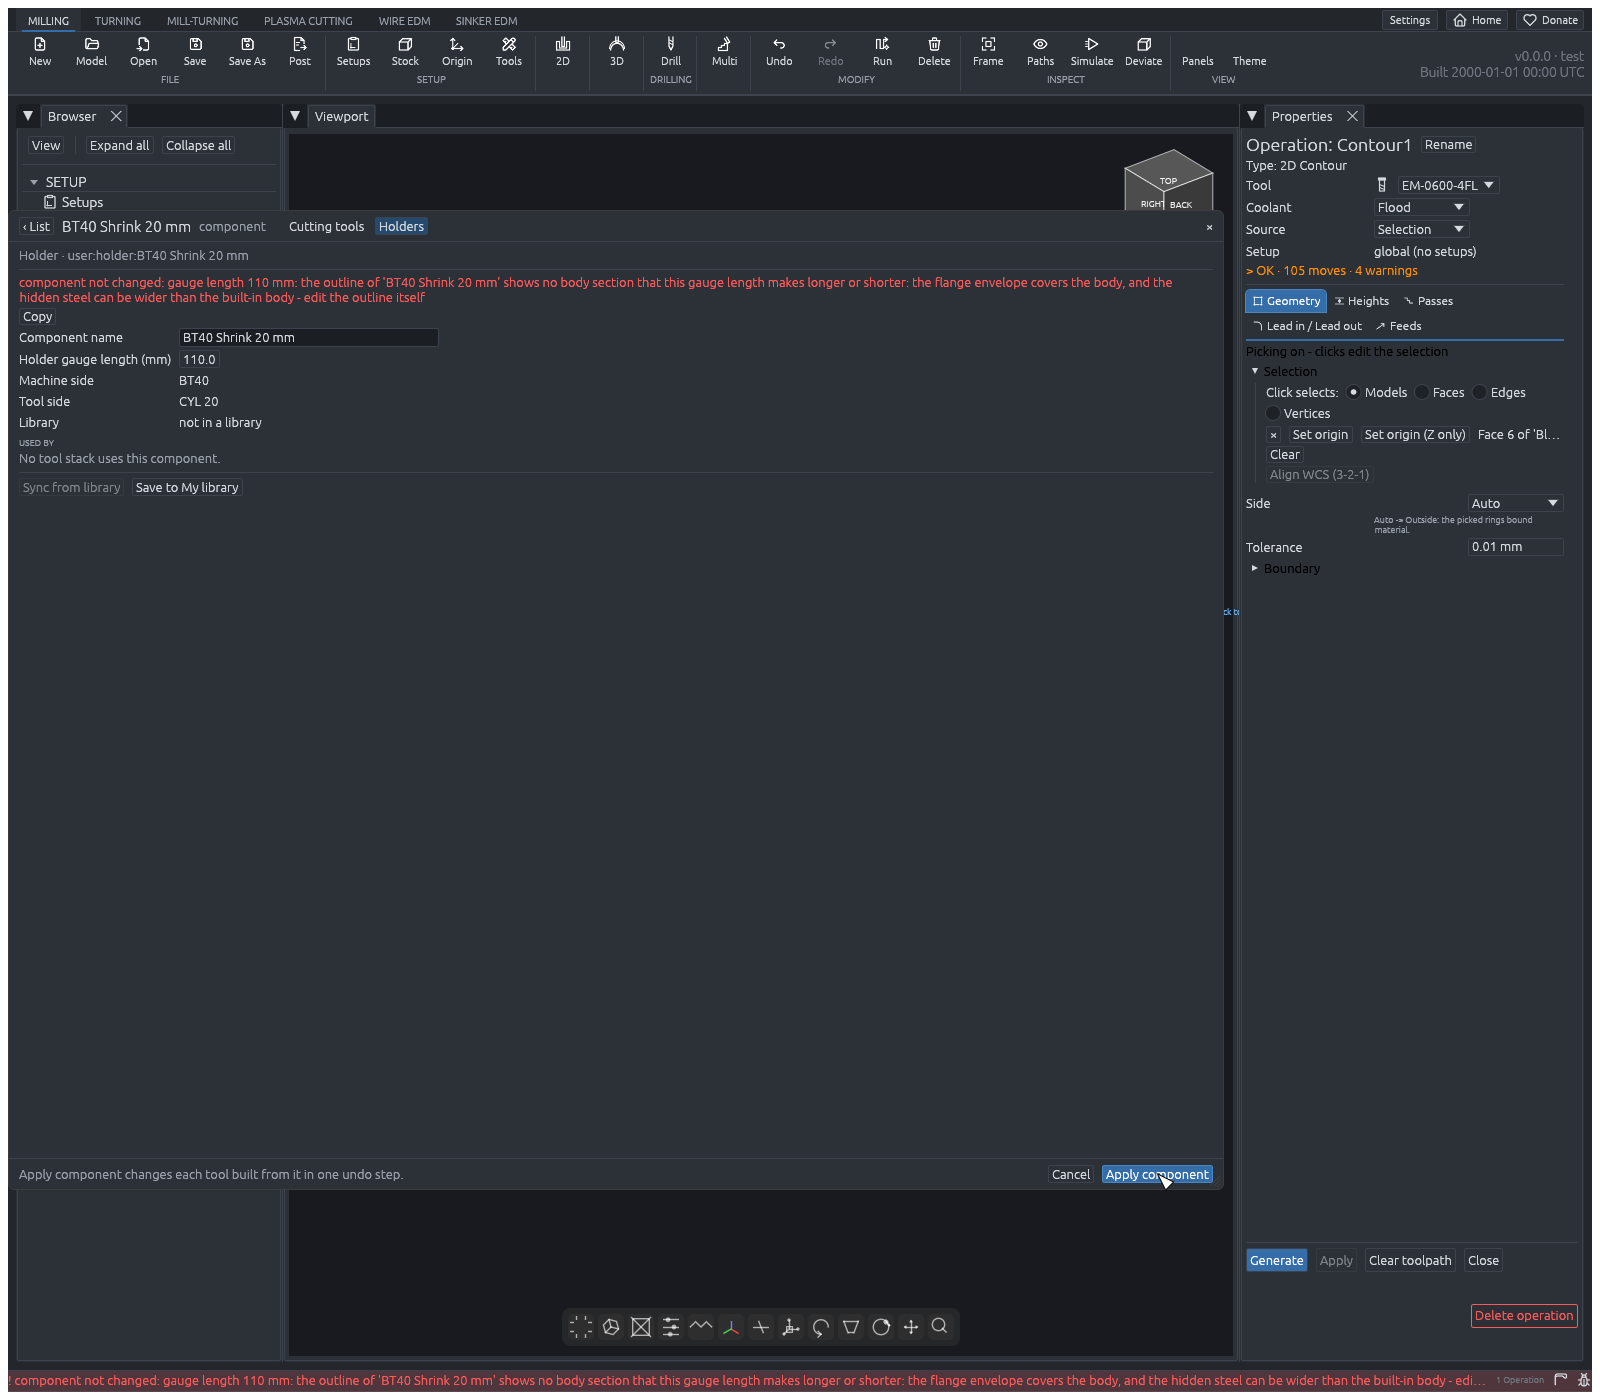 MILLING TURNING MILL-TURNING PLASMA CUTTING WIRE EDM SINKER EDM Settings Home Donate
New Model Open Save Save As Post Setups Stock Origin Tools 2D 3D Drill Multi Undo Redo Run Delete Frame Paths Simulate Deviate Panels Theme
FILE SETUP DRILLING MODIFY INSPECT VIEW
v0.0.0 · test
Built 2000-01-01 00:00 UTC
Browser
View Expand all Collapse all
SETUP
Setups
Viewport
TOP
RIGHT BACK
‹ List BT40 Shrink 20 mm component Cutting tools Holders ×
Holder · user:holder:BT40 Shrink 20 mm
component not changed: gauge length 110 mm: the outline of 'BT40 Shrink 20 mm' shows no body section that this gauge length makes longer or shorter: the flange envelope covers the body, and the
hidden steel can be wider than the built-in body - edit the outline itself
Copy
Component name BT40 Shrink 20 mm
Holder gauge length (mm) 110.0
Machine side BT40
Tool side CYL 20
Library not in a library
USED BY
No tool stack uses this component.
Sync from library Save to My library
Apply component changes each tool built from it in one undo step. Cancel Apply component
ck to
Properties
Operation: Contour1 Rename
Type: 2D Contour
Tool EM-0600-4FL
Coolant Flood
Source Selection
Setup global (no setups)
> OK · 105 moves · 4 warnings
Geometry Heights Passes
Lead in / Lead out Feeds
Picking on - clicks edit the selection
Selection
Click selects: Models Faces Edges
Vertices
× Set origin Set origin (Z only) Face 6 of 'Bl...
Clear
Align WCS (3-2-1)
Side Auto
Auto -> Outside: the picked rings bound
material.
Tolerance 0.01 mm
Boundary
Generate Apply Clear toolpath Close
Delete operation
! component not changed: gauge length 110 mm: the outline of 'BT40 Shrink 20 mm' shows no body section that this gauge length makes longer or shorter: the flange envelope covers the body, and the hidden steel can be wider than the built-in body - edi... 1 Operation